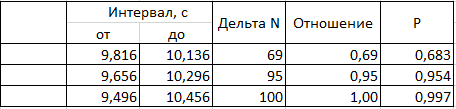 Интервал, с Дельта N Отношение P
от до
9,816 10,136 69 0,69 0,683
9,656 10,296 95 0,95 0,954
9,496 10,456 100 1,00 0,997